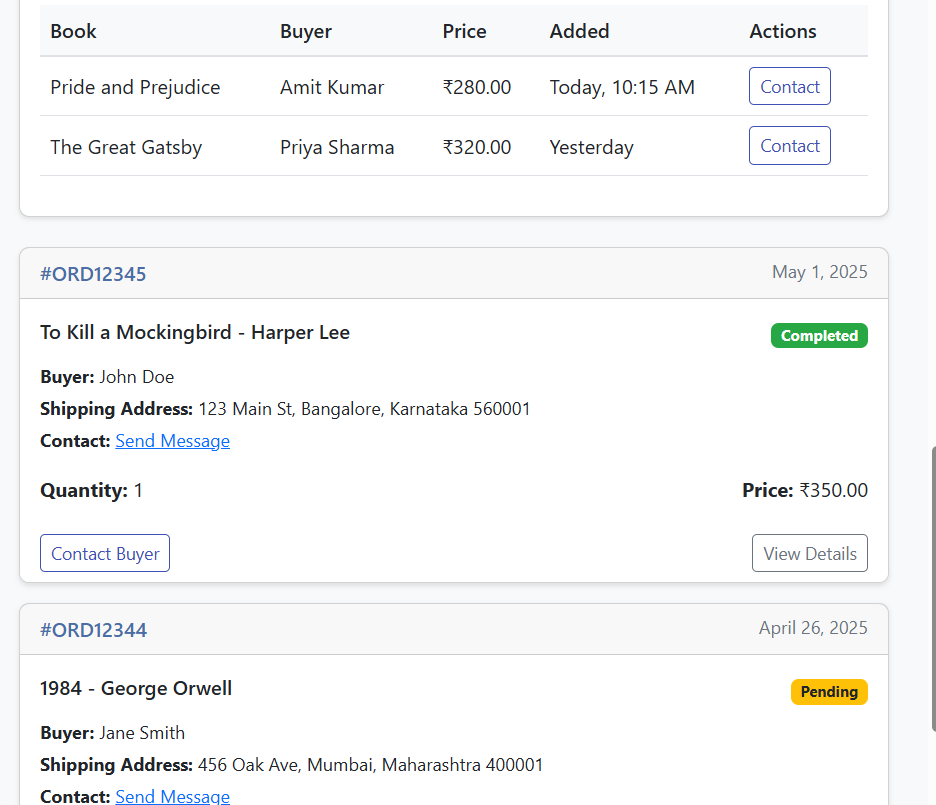 Book Buyer Price Added Actions
Pride and Prejudice Amit Kumar ₹280.00 Today, 10:15 AM Contact
The Great Gatsby Priya Sharma ₹320.00 Yesterday Contact
#ORD12345 May 1, 2025
To Kill a Mockingbird - Harper Lee Completed
Buyer: John Doe
Shipping Address: 123 Main St, Bangalore, Karnataka 560001
Contact: Send Message
Quantity: 1 Price: ₹350.00
Contact Buyer View Details
#ORD12344 April 26, 2025
1984 - George Orwell Pending
Buyer: Jane Smith
Shipping Address: 456 Oak Ave, Mumbai, Maharashtra 400001
Contact: Send Message